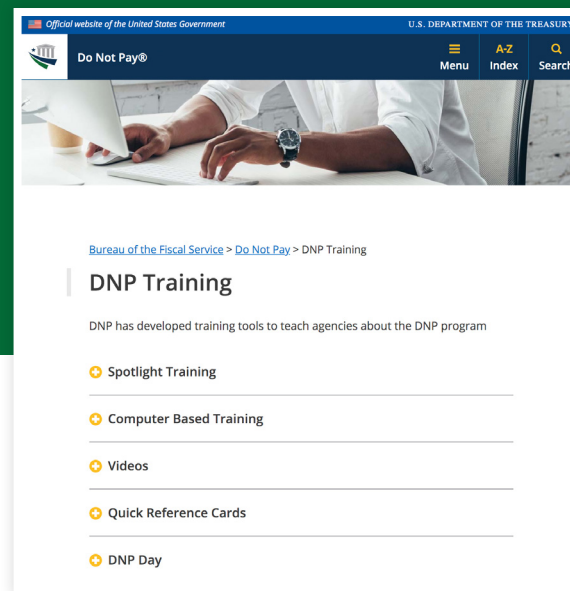 Official website of the United States Government
U.S. DEPARTMENT OF THE TREASURY
Do Not Pay®
Menu
A-Z
Index
Search
Bureau of the Fiscal Service > Do Not Pay > DNP Training
DNP Training
DNP has developed training tools to teach agencies about the DNP program
Spotlight Training
Computer Based Training
Videos
Quick Reference Cards
DNP Day